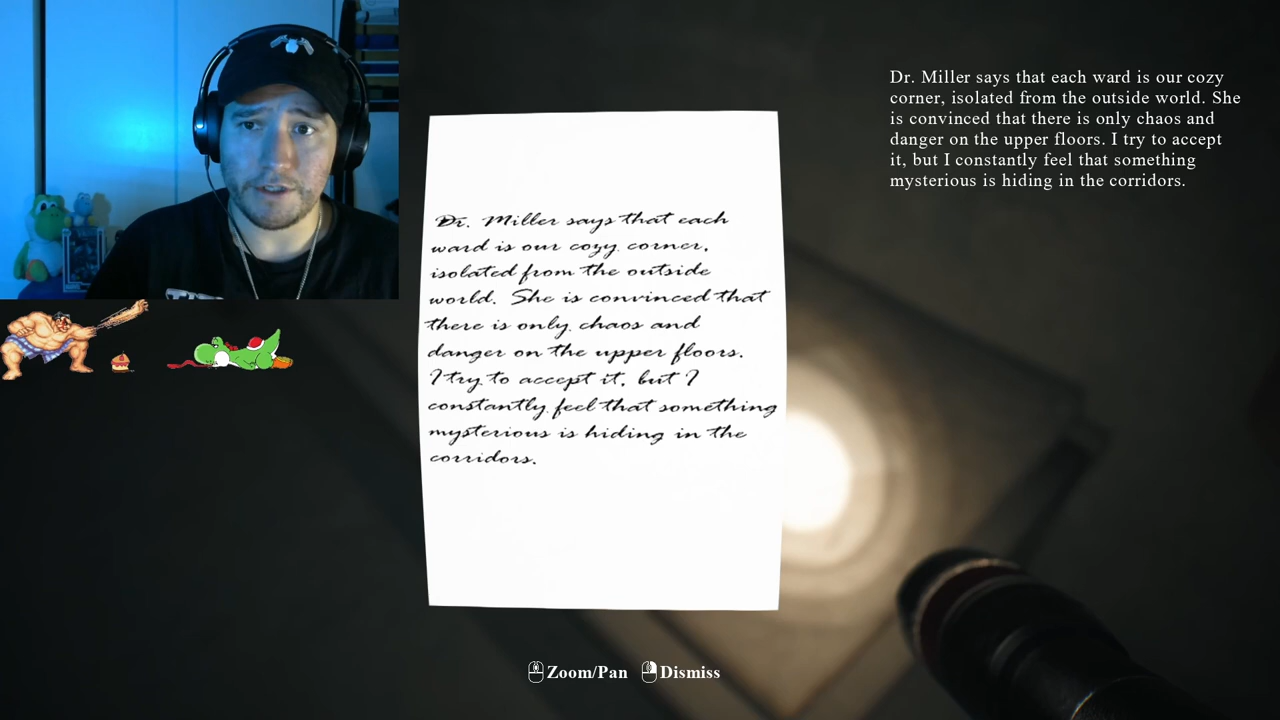 Dr. Miller says that each
ward is our cozy corner,
isolated from the outside
world. She is convinced that
there is only chaos and
danger on the upper floors.
I try to accept it, but I
constantly feel that something
mysterious is hiding in the
corridors.
Dr. Miller says that each ward is our cozy
corner, isolated from the outside world. She
is convinced that there is only chaos and
danger on the upper floors. I try to accept
it, but I constantly feel that something
mysterious is hiding in the corridors.
Zoom/Pan Dismiss